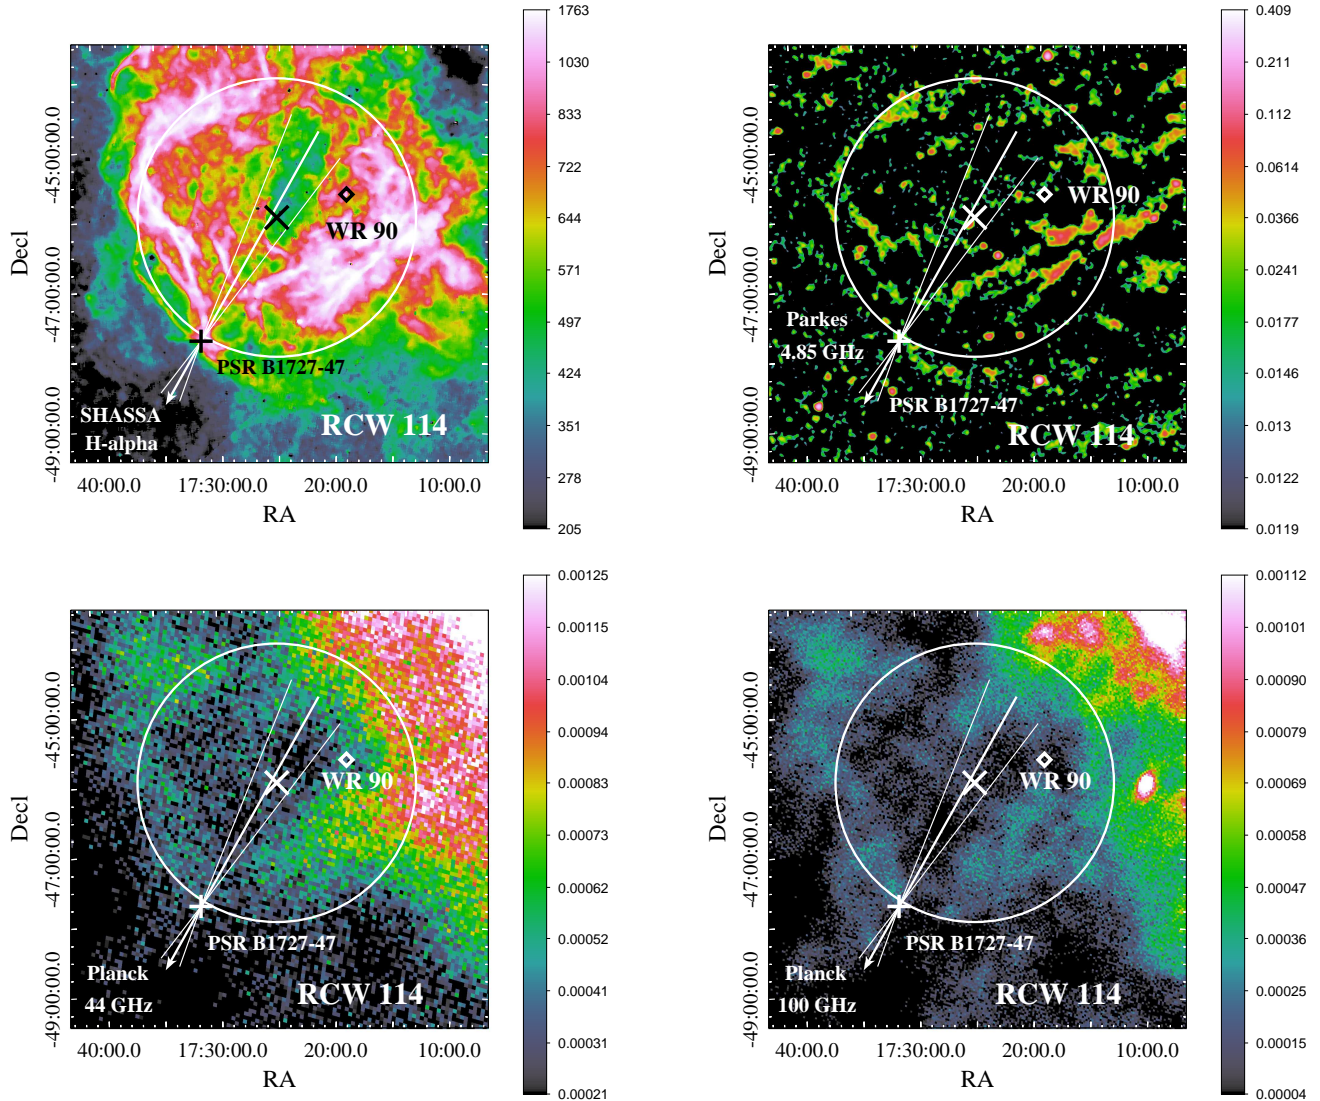 1763
1030
833
722
644
571
497
424
351
278
205
Decl
-45:00:00.0
-47:00:00.0
-49:00:00.0
WR 90
PSR B1727-47
SHASSA
H-alpha
RCW 114
40:00.0
17:30:00.0
20:00.0
10:00.0
RA
0.409
0.211
0.112
0.0614
0.0366
0.0241
0.0177
0.0146
0.013
0.0122
0.0119
Decl
-45:00:00.0
-47:00:00.0
-49:00:00.0
WR 90
Parkes
4.85 GHz
PSR B1727-47
RCW 114
40:00.0
17:30:00.0
20:00.0
10:00.0
RA
0.00125
0.00115
0.00104
0.00094
0.00083
0.00073
0.00062
0.00052
0.00041
0.00031
0.00021
Decl
-45:00:00.0
-47:00:00.0
-49:00:00.0
WR 90
PSR B1727-47
Planck
44 GHz
RCW 114
40:00.0
17:30:00.0
20:00.0
10:00.0
RA
0.00112
0.00101
0.00090
0.00079
0.00069
0.00058
0.00047
0.00036
0.00025
0.00015
0.00004
Decl
-45:00:00.0
-47:00:00.0
-49:00:00.0
WR 90
PSR B1727-47
Planck
100 GHz
RCW 114
40:00.0
17:30:00.0
20:00.0
10:00.0
RA